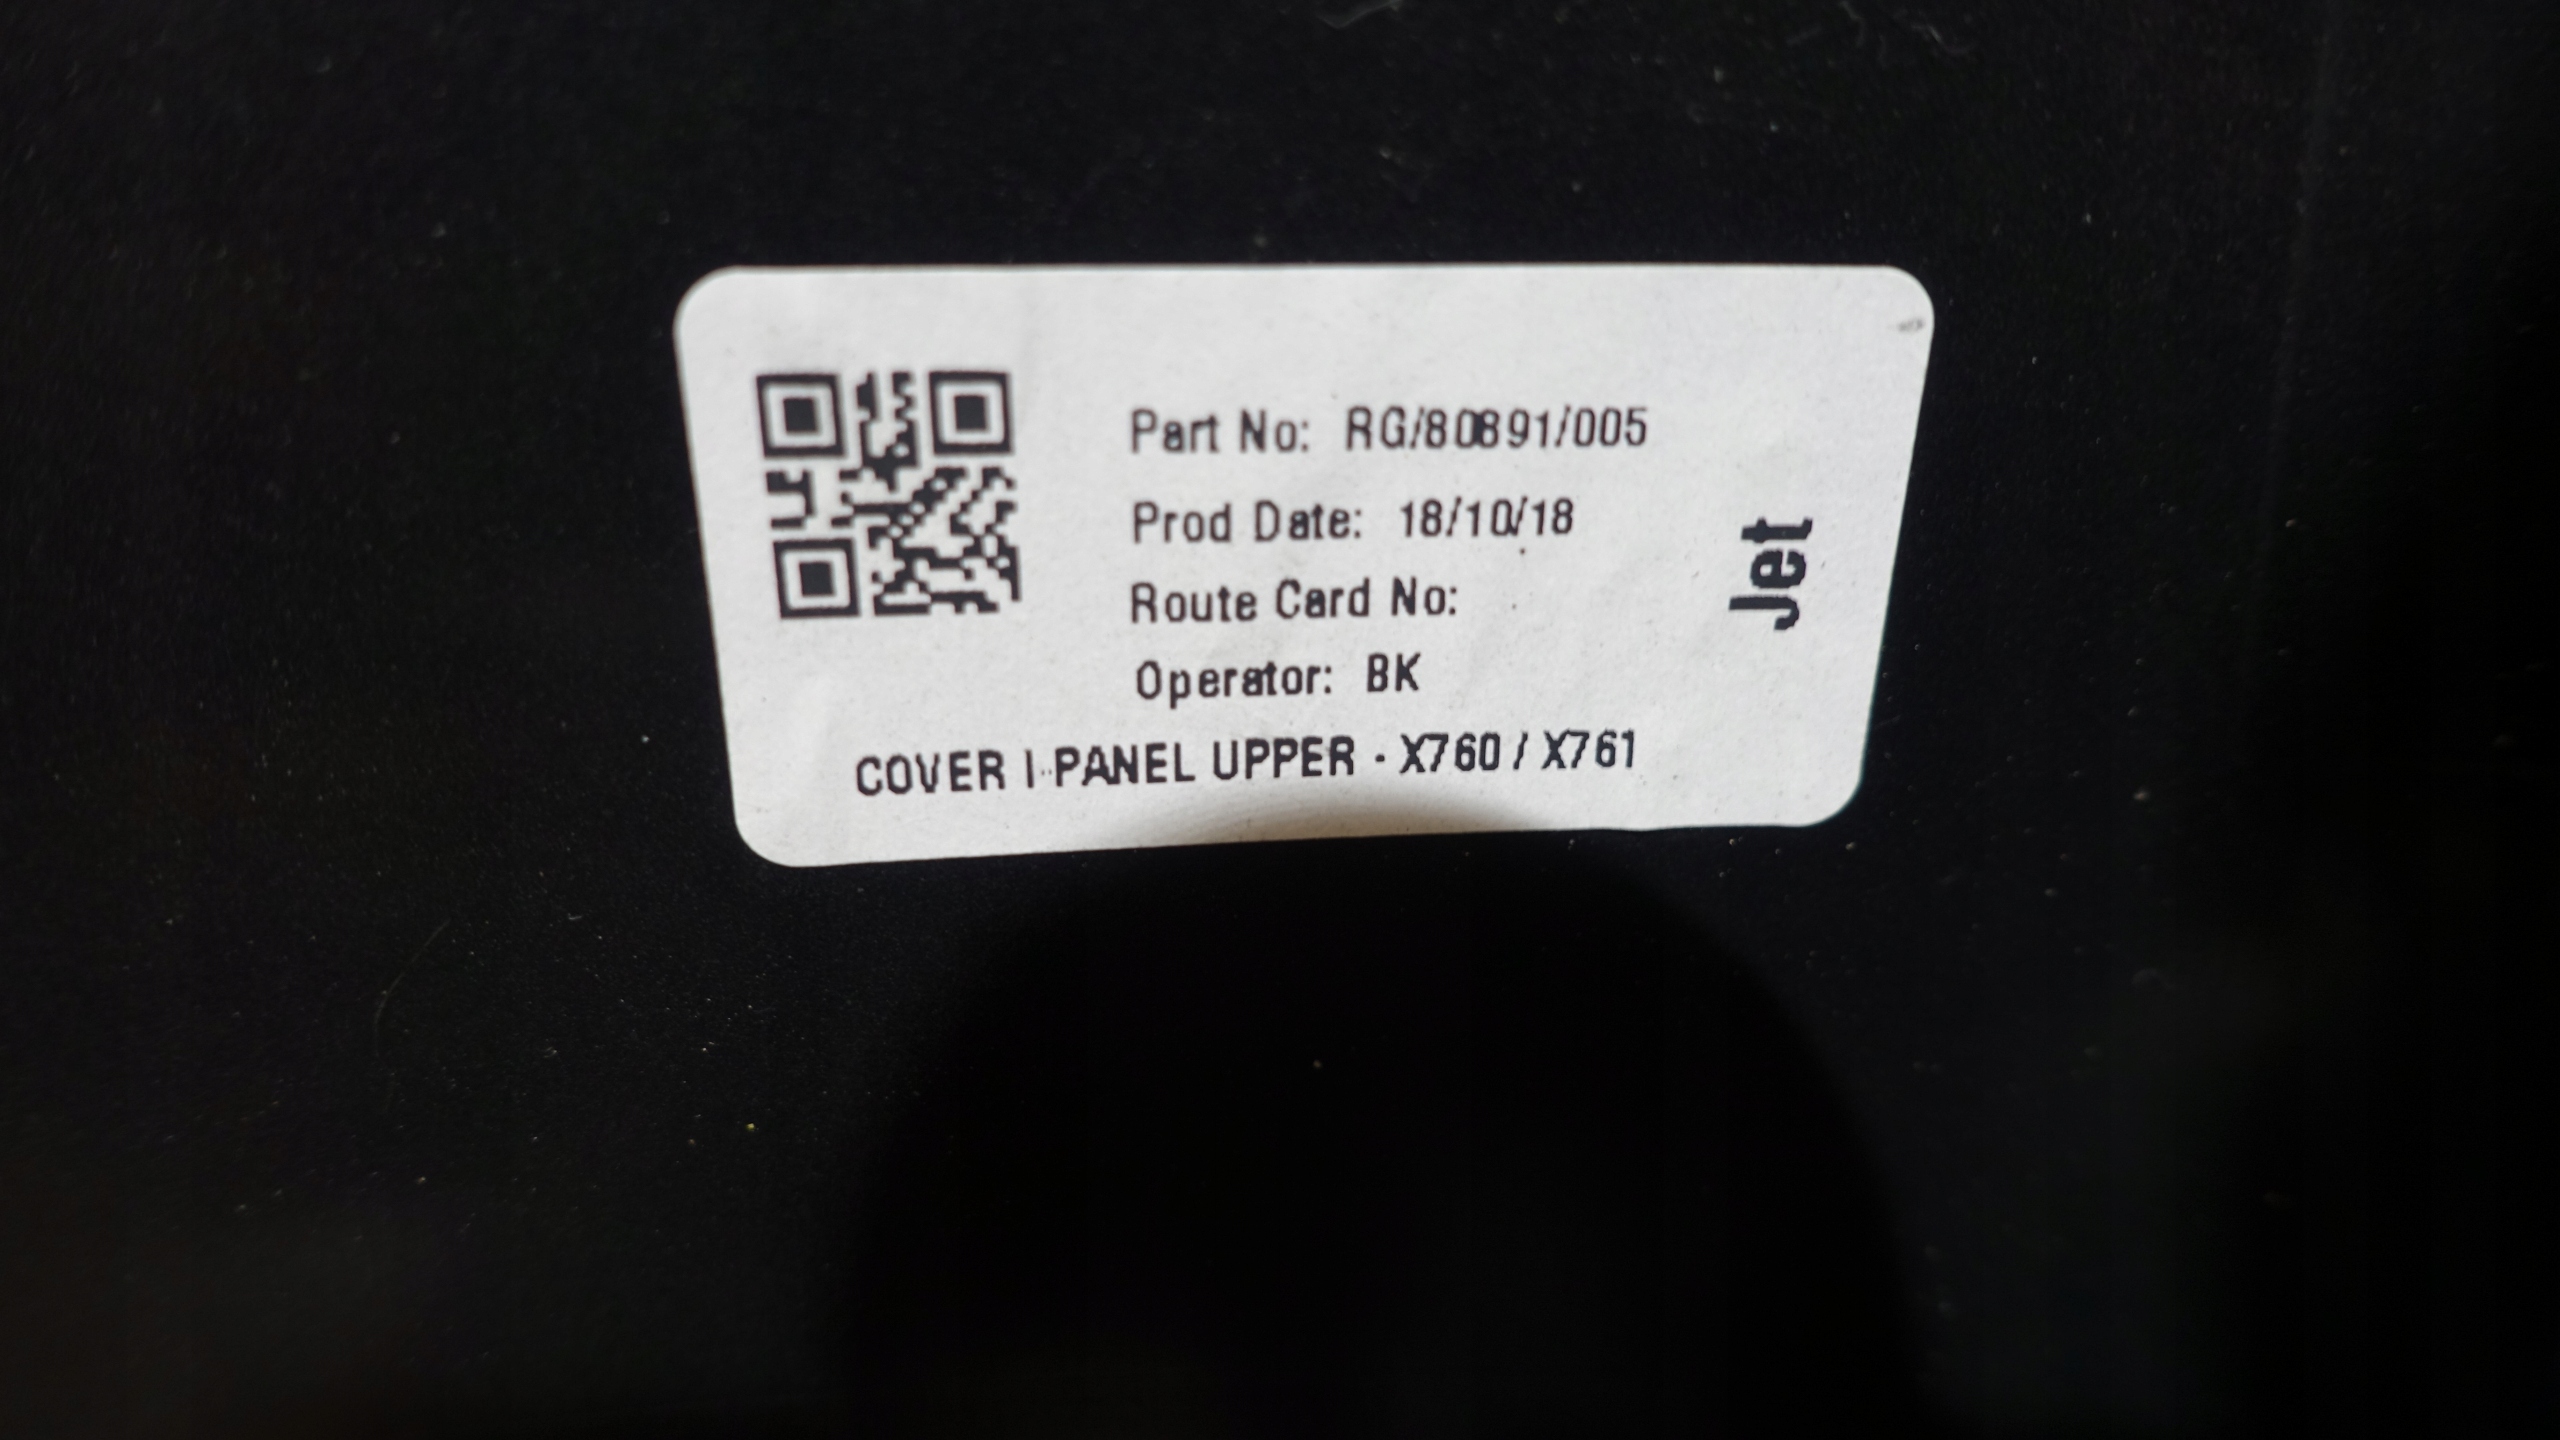 Part No: RG/80891/005
Prod Date: 18/10/18
Route Card No:
Operator: BK
COVER I-PANEL UPPER - X760 / X761
Jet